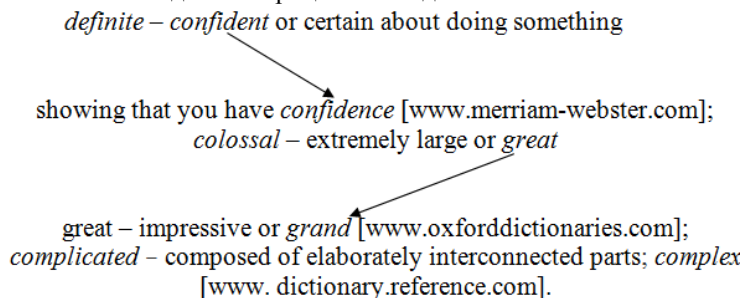 definite – confident or certain about doing something
showing that you have confidence [www.merriam-webster.com];
colossal – extremely large or great
great – impressive or grand [www.oxforddictionaries.com];
complicated – composed of elaborately interconnected parts; complex
[www. dictionary.reference.com].